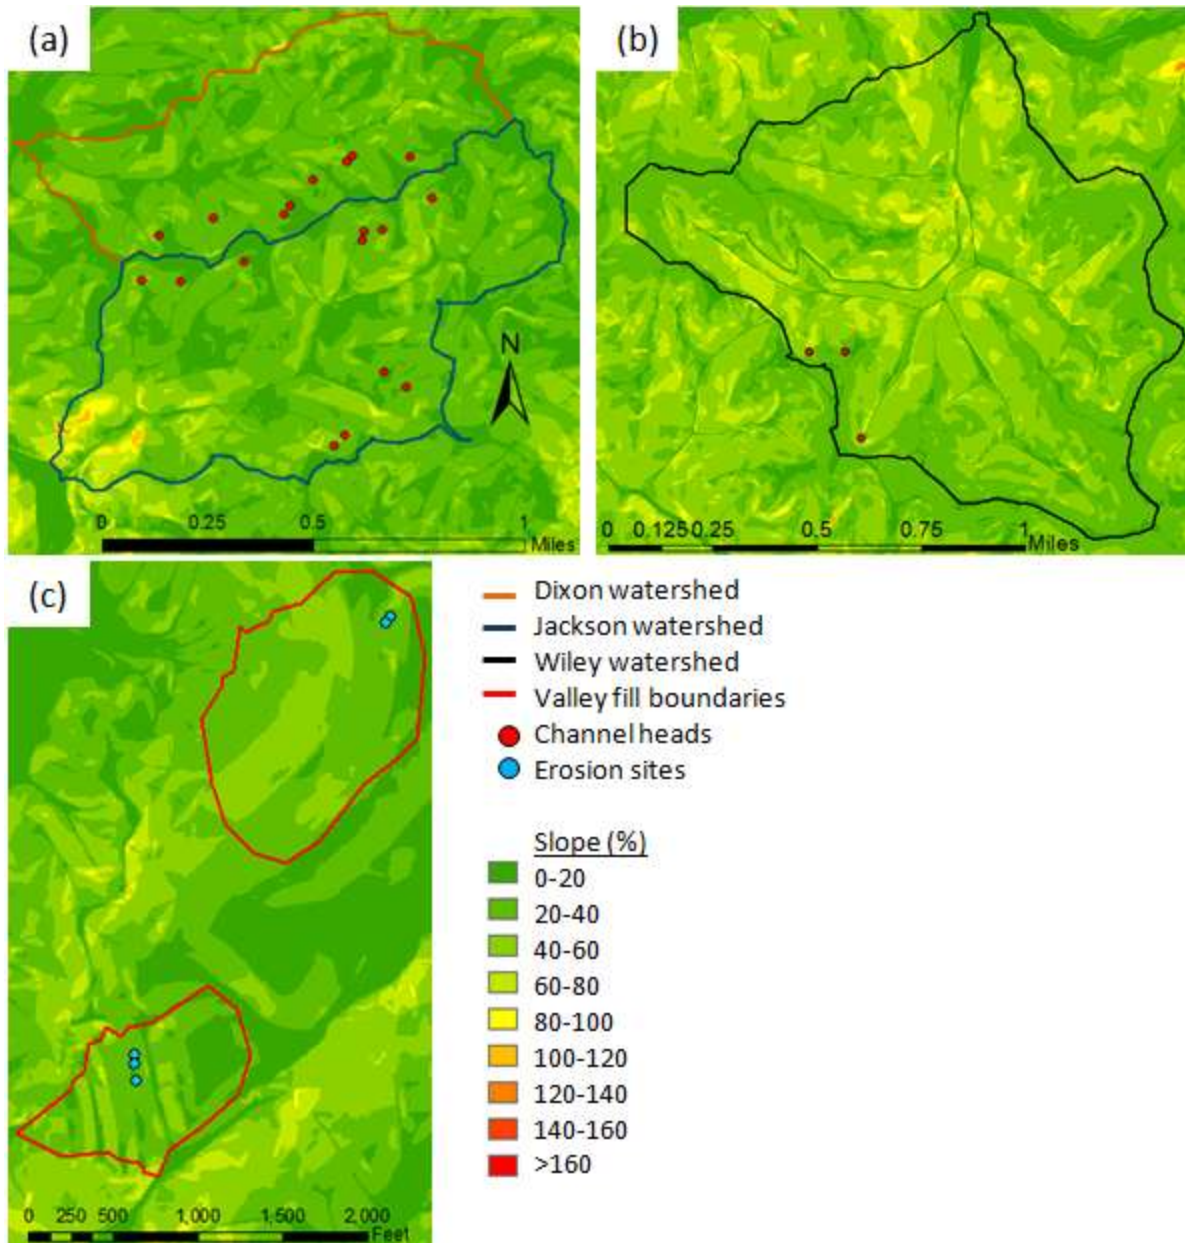 (a)
(b)
N
0 0.25 0.5 1
Miles
0 0.125 0.25 0.5 0.75 1
Miles
(c)
Dixon watershed
Jackson watershed
Wiley watershed
Valley fill boundaries
Channel heads
Erosion sites
Slope (%)
0-20
20-40
40-60
60-80
80-100
100-120
120-140
140-160
>160
0 250 500 1,000 1,500 2,000
Feet